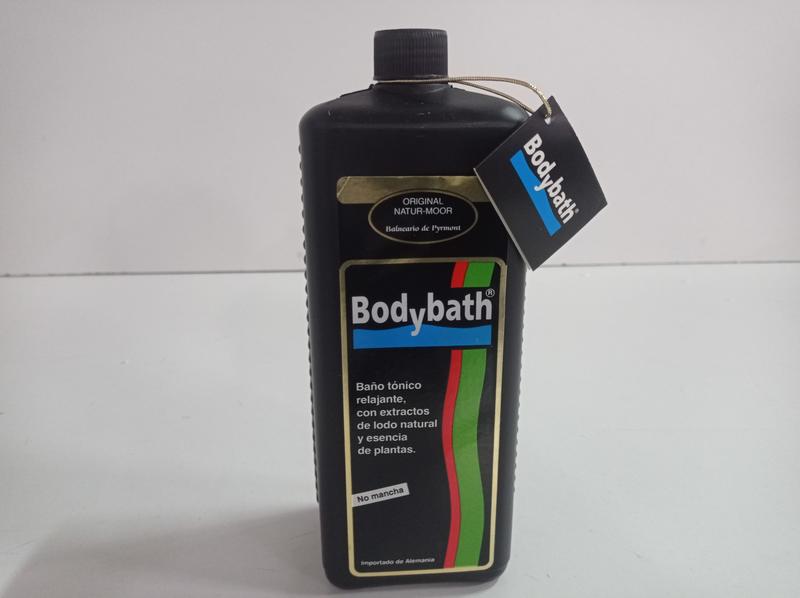 ORIGINAL
NATUR-MOOR
Balneario de Pyrmont
Bodybath®
Bodybath®
Baño tónico
relajante,
con extractos
de lodo natural
y esencia
de plantas.
No mancha
Importado de Alemania